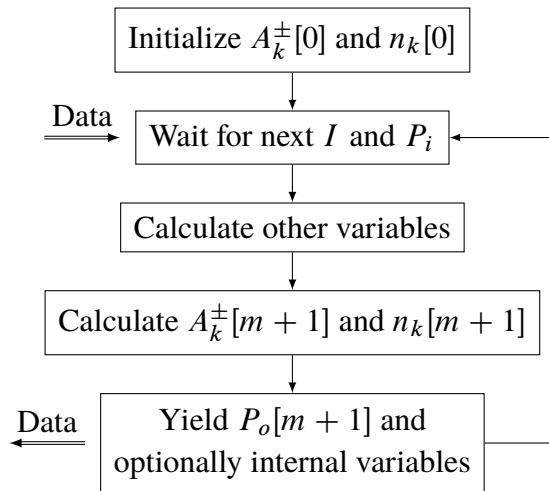 Initialize $A_k^{\pm}[0]$ and $n_k[0]$
Data
Wait for next $I$ and $P_i$
Calculate other variables
Calculate $A_k^{\pm}[m + 1]$ and $n_k[m + 1]$
Data
Yield $P_o[m + 1]$ and
optionally internal variables